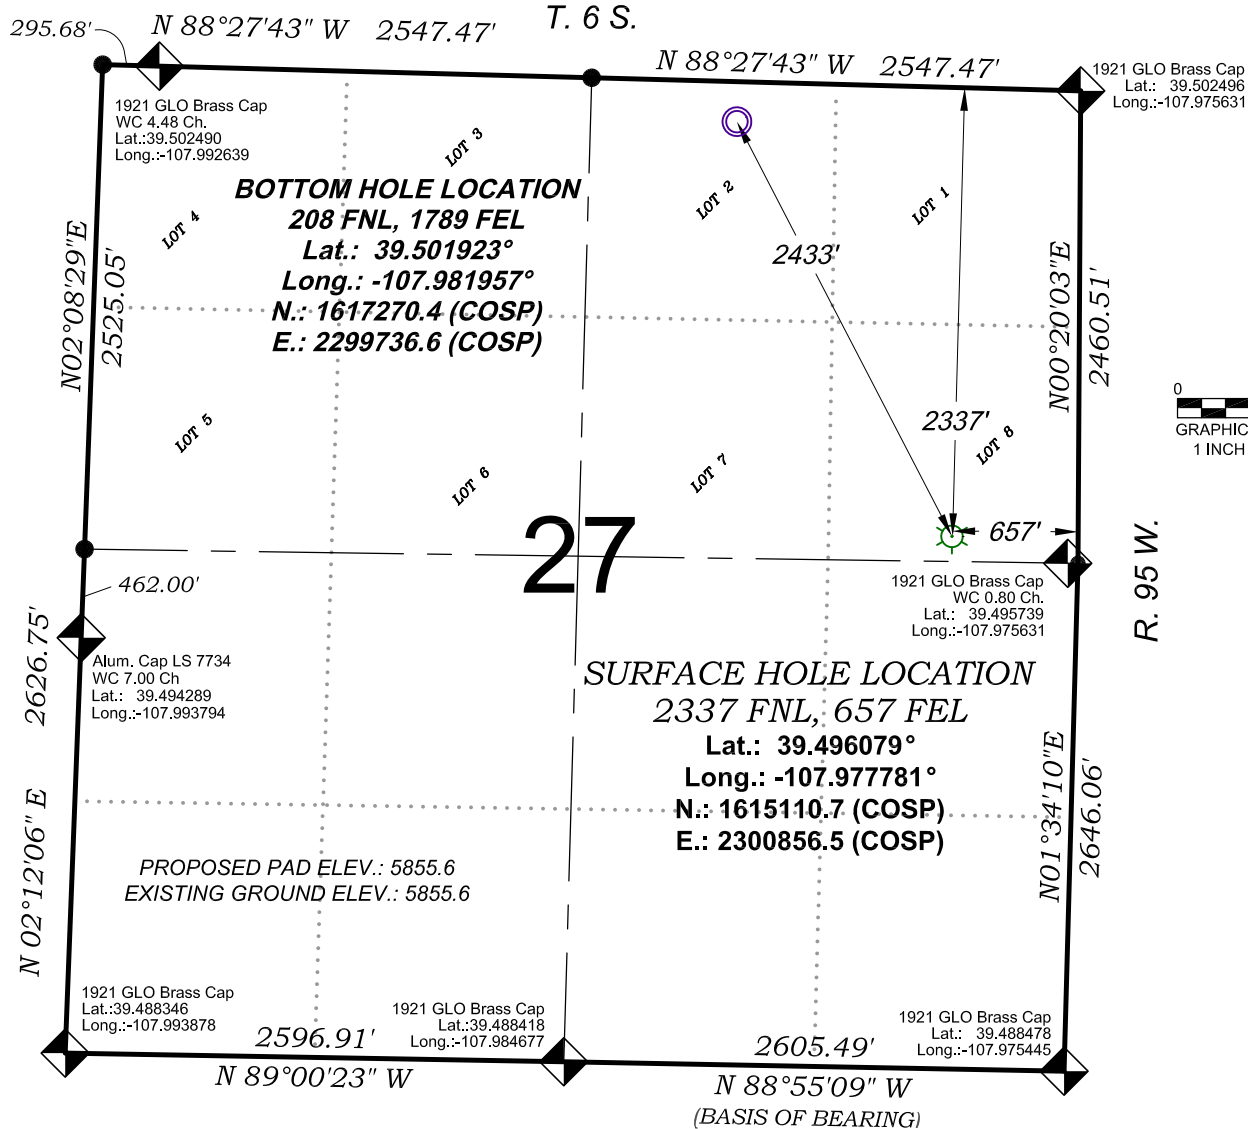 T. 6 S.
295.68'
N 88°27'43" W 2547.47'
N 88°27'43" W 2547.47'
1921 GLO Brass Cap
Lat.: 39.502496
Long.:-107.975631
1921 GLO Brass Cap
WC 4.48 Ch.
Lat.:39.502490
Long.:-107.992639
LOT 3
LOT 4
LOT 2
LOT 1
BOTTOM HOLE LOCATION
208 FNL, 1789 FEL
Lat.: 39.501923°
Long.: -107.981957°
N.: 1617270.4 (COSP)
E.: 2299736.6 (COSP)
2433'
N02°08'29"E
2525.05'
N00°20'03"E
2460.51'
0
GRAPHIC
1 INCH
2337'
LOT 5
LOT 6
LOT 7
LOT 8
27
657'
R. 95 W.
462.00'
1921 GLO Brass Cap
WC 0.80 Ch.
Lat.: 39.495739
Long.:-107.975631
2626.75'
N 02°12'06" E
Alum. Cap LS 7734
WC 7.00 Ch
Lat.: 39.494289
Long.:-107.993794
SURFACE HOLE LOCATION
2337 FNL, 657 FEL
Lat.: 39.496079°
Long.: -107.977781°
N.: 1615110.7 (COSP)
E.: 2300856.5 (COSP)
N01°34'10"E
2646.06'
PROPOSED PAD ELEV.: 5855.6
EXISTING GROUND ELEV.: 5855.6
1921 GLO Brass Cap
Lat.:39.488346
Long.:-107.993878
1921 GLO Brass Cap
Lat.:39.488418
Long.:-107.984677
1921 GLO Brass Cap
Lat.: 39.488478
Long.:-107.975445
2596.91'
N 89°00'23" W
2605.49'
N 88°55'09" W
(BASIS OF BEARING)